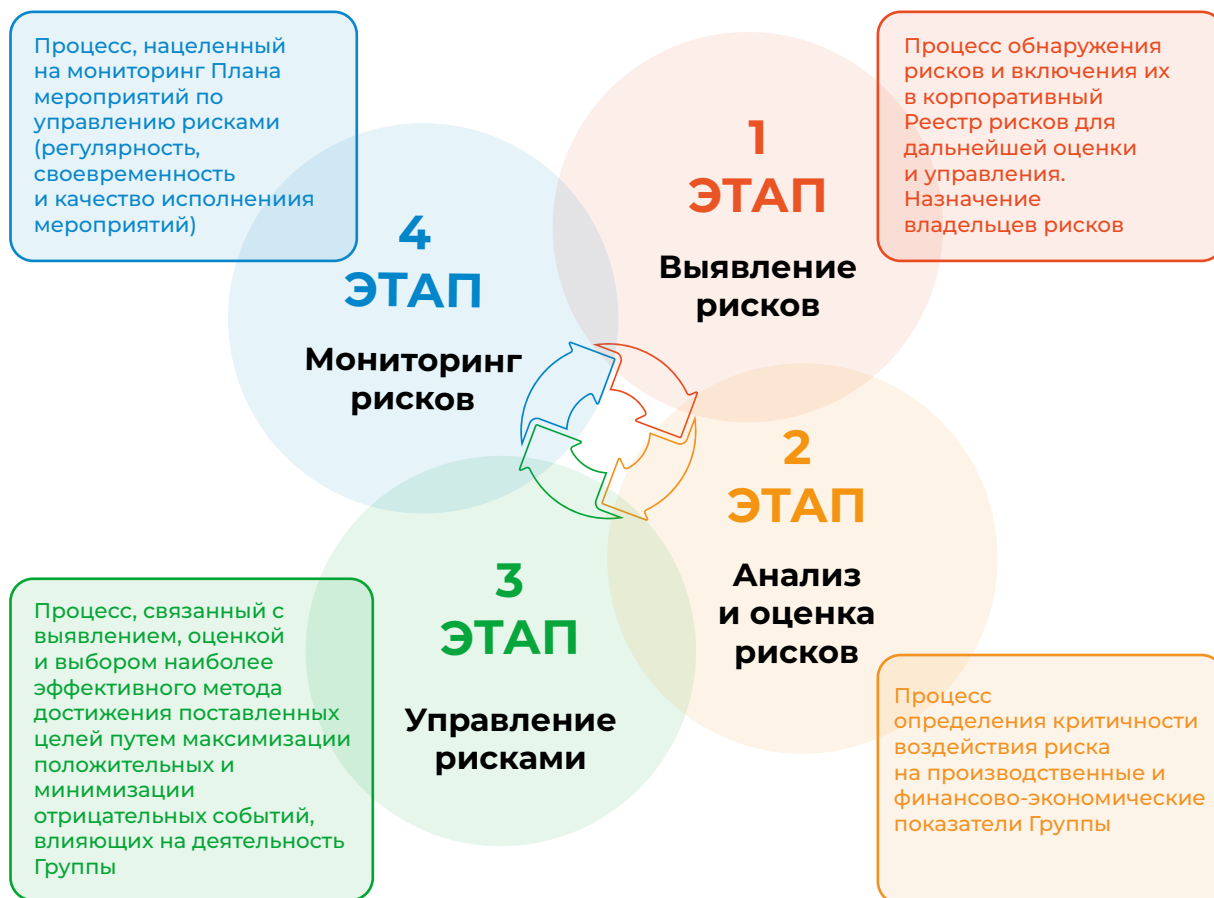 1
ЭТАП
Выявление
рисков
Процесс обнаружения
рисков и включения их
в корпоративный
Реестр рисков для
дальнейшей оценки
и управления.
Назначение
владельцев рисков
2
ЭТАП
Анализ
и оценка
рисков
Процесс
определения критичности
воздействия риска
на производственные и
финансово-экономические
показатели Группы
3
ЭТАП
Управление
рисками
Процесс, связанный с
выявлением, оценкой
и выбором наиболее
эффективного метода
достижения поставленных
целей путем максимизации
положительных и
минимизации
отрицательных событий,
влияющих на деятельность
Группы
4
ЭТАП
Мониторинг
рисков
Процесс, нацеленный
на мониторинг Плана
мероприятий по
управлению рисками
(регулярность,
своевременность
и качество исполнениия
мероприятий)